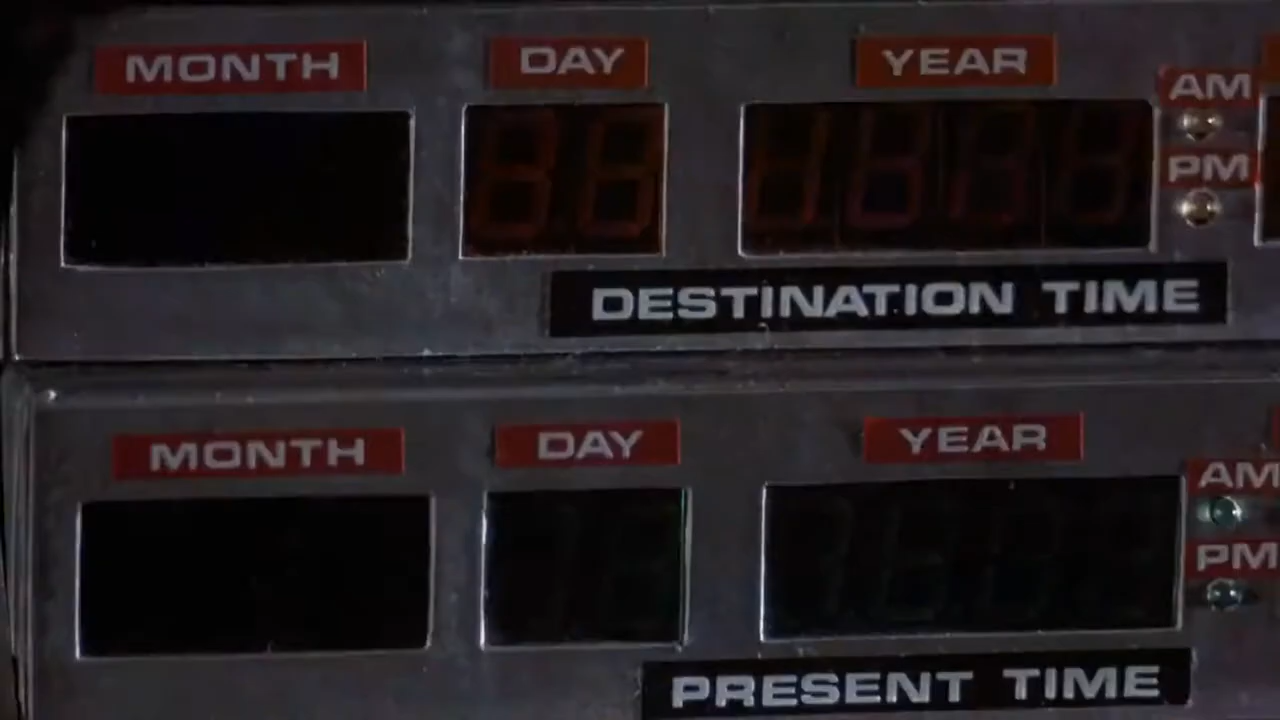 MONTH DAY YEAR
AM
PM
DESTINATION TIME
MONTH DAY YEAR
AM
PM
PRESENT TIME